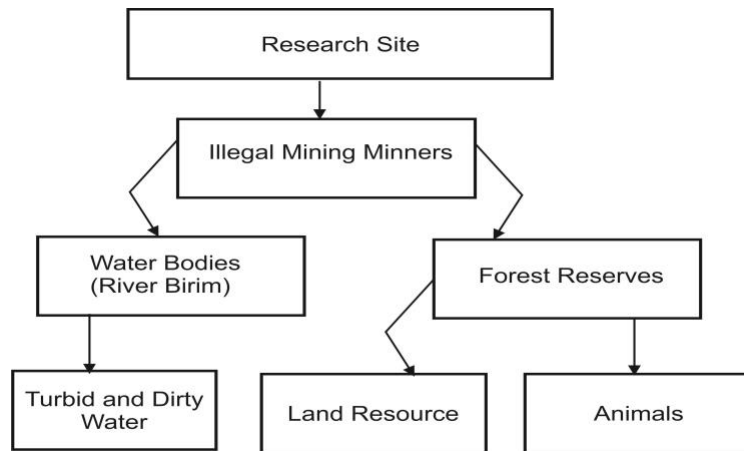 Research Site
Illegal Mining Minners
Water Bodies
(River Birim)
Forest Reserves
Turbid and Dirty
Water
Land Resource
Animals